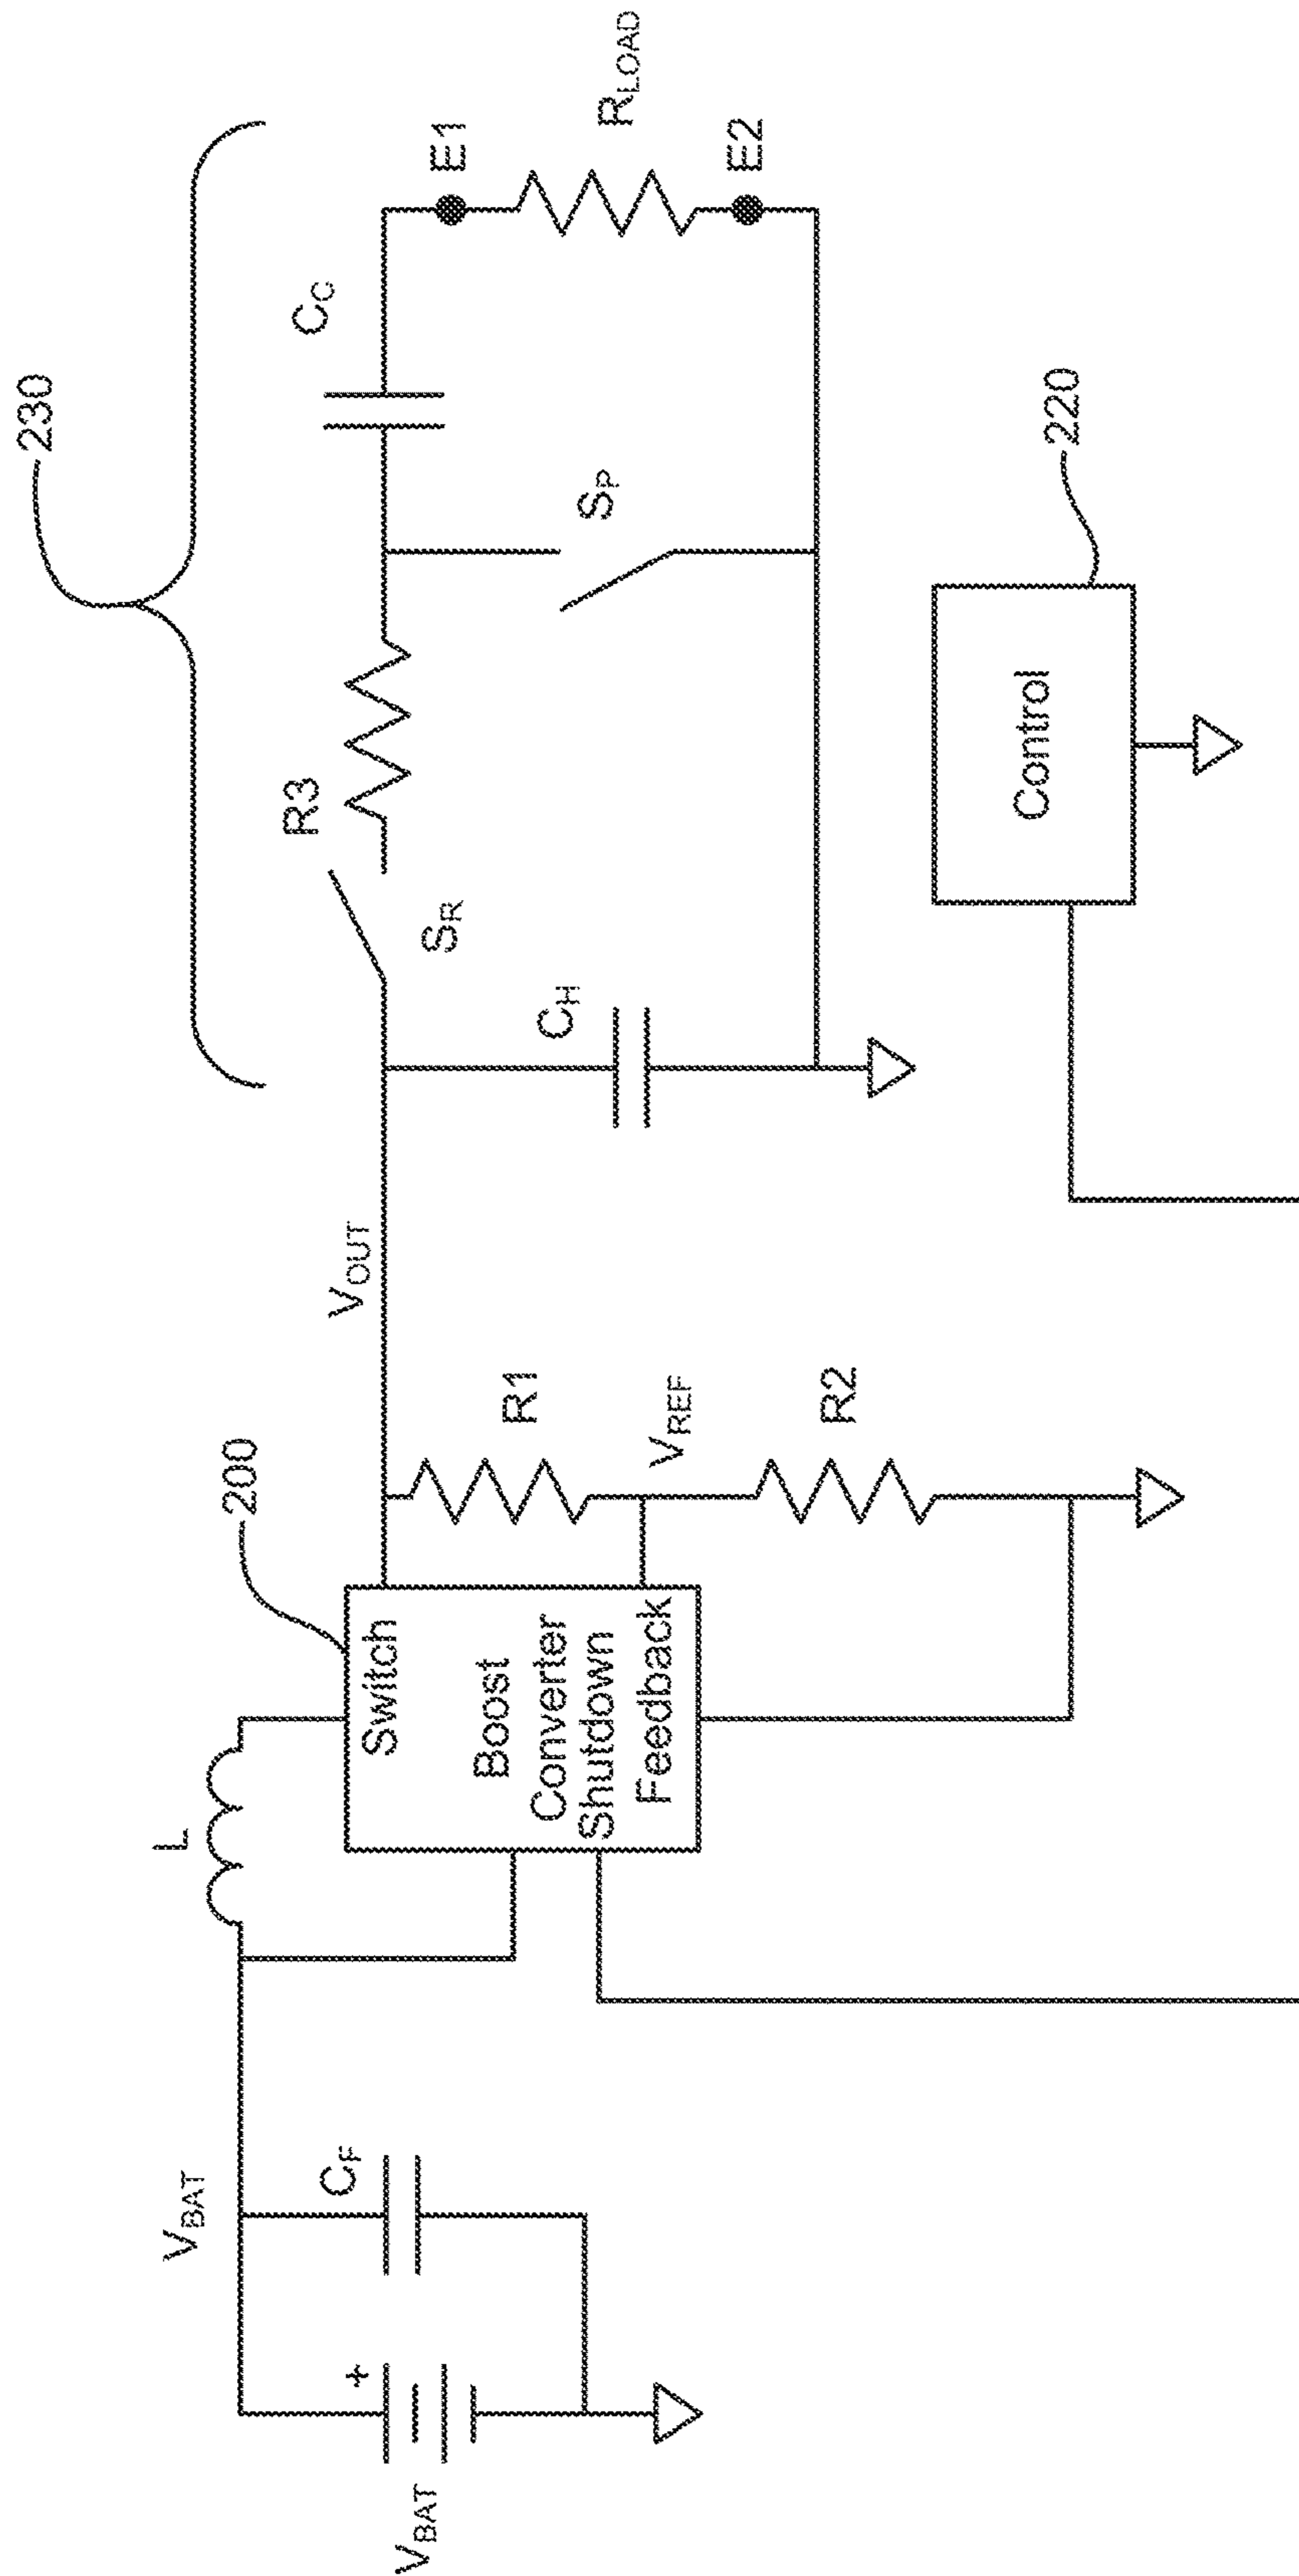 230
V_BAT
L
200
V_OUT
S_R
R3
C_C
E1
R_LOAD
E2
S_P
C_H
V_BAT
+
C_F
Switch
Boost
Converter
Shutdown
Feedback
R1
V_REF
R2
Control
220